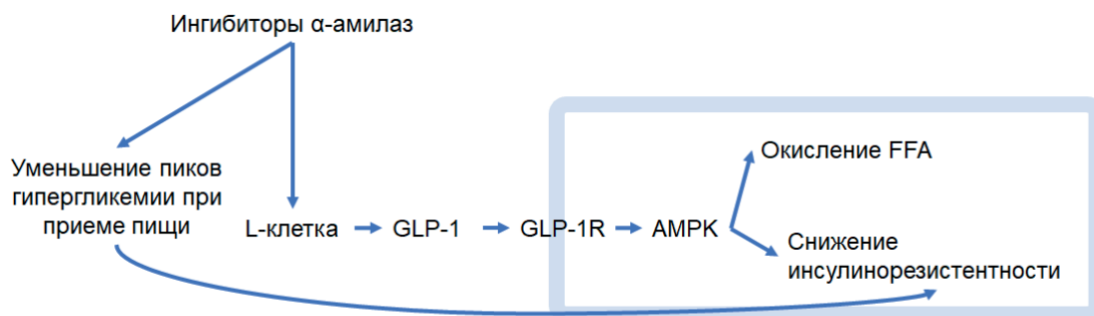 Ингибиторы α-амилаз
Уменьшение пиков
гипергликемии при
приеме пищи
L-клетка
GLP-1
GLP-1R
AMPK
Окисление FFA
Снижение
инсулинорезистентности